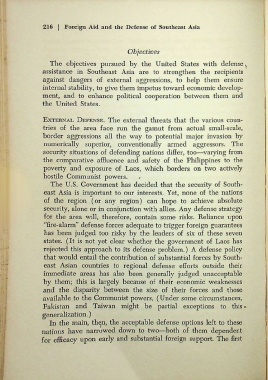 216 | Foreign Aid and the Defense of Southeast Asia
Objectives
The objectives pursued by the United States with defense
assistance in Southeast Asia are to strengthen the recipients
against dangers of external aggressions, to help them ensure
internal stability, to give them impetus toward economic develop-
ment, and to enhance political cooperation between them and
the United States.
EXTERNAL DEFENSE. The external threats that the various coun-
tries of the area face run the gamut from actual small-scale,
border aggressions all the way to potential major invasion by
numerically superior, conventionally armed aggressors. The
security situations of defending nations differ, too—varying from
the comparative affluence and safety of the Philippines to the
poverty and exposure of Laos, which borders on two actively
hostile Communist powers.
The U.S. Government has decided that the security of South-
east Asia is important to our interests. Yet, none of the nations
of the region (or any region) can hope to achieve absolute
security, alone or in conjunction with allies. Any defense strategy
for the area will, therefore, contain some risks. Reliance upon
"fire-alarm" defense forces adequate to trigger foreign guarantees
has been judged too risky by the leaders of six of these seven
states. (It is not yet clear whether the government of Laos has
rejected this approach to its defense problem.) A defense policy
that would entail the contribution of substantial forces by South-
east Asian countries to regional defense efforts outside their
immediate areas has also been generally judged unacceptable
by them; this is largely because of their economic weaknesses
and the disparity between the size of their forces and those
available to the Communist powers. (Under some circumstances,
Pakistan and Taiwan might be partial exceptions to this
generalization.)
In the main, then, the acceptable defense options left to these
nations have narrowed down to two—both of them dependent
for efficacy upon early and substantial foreign support. The first